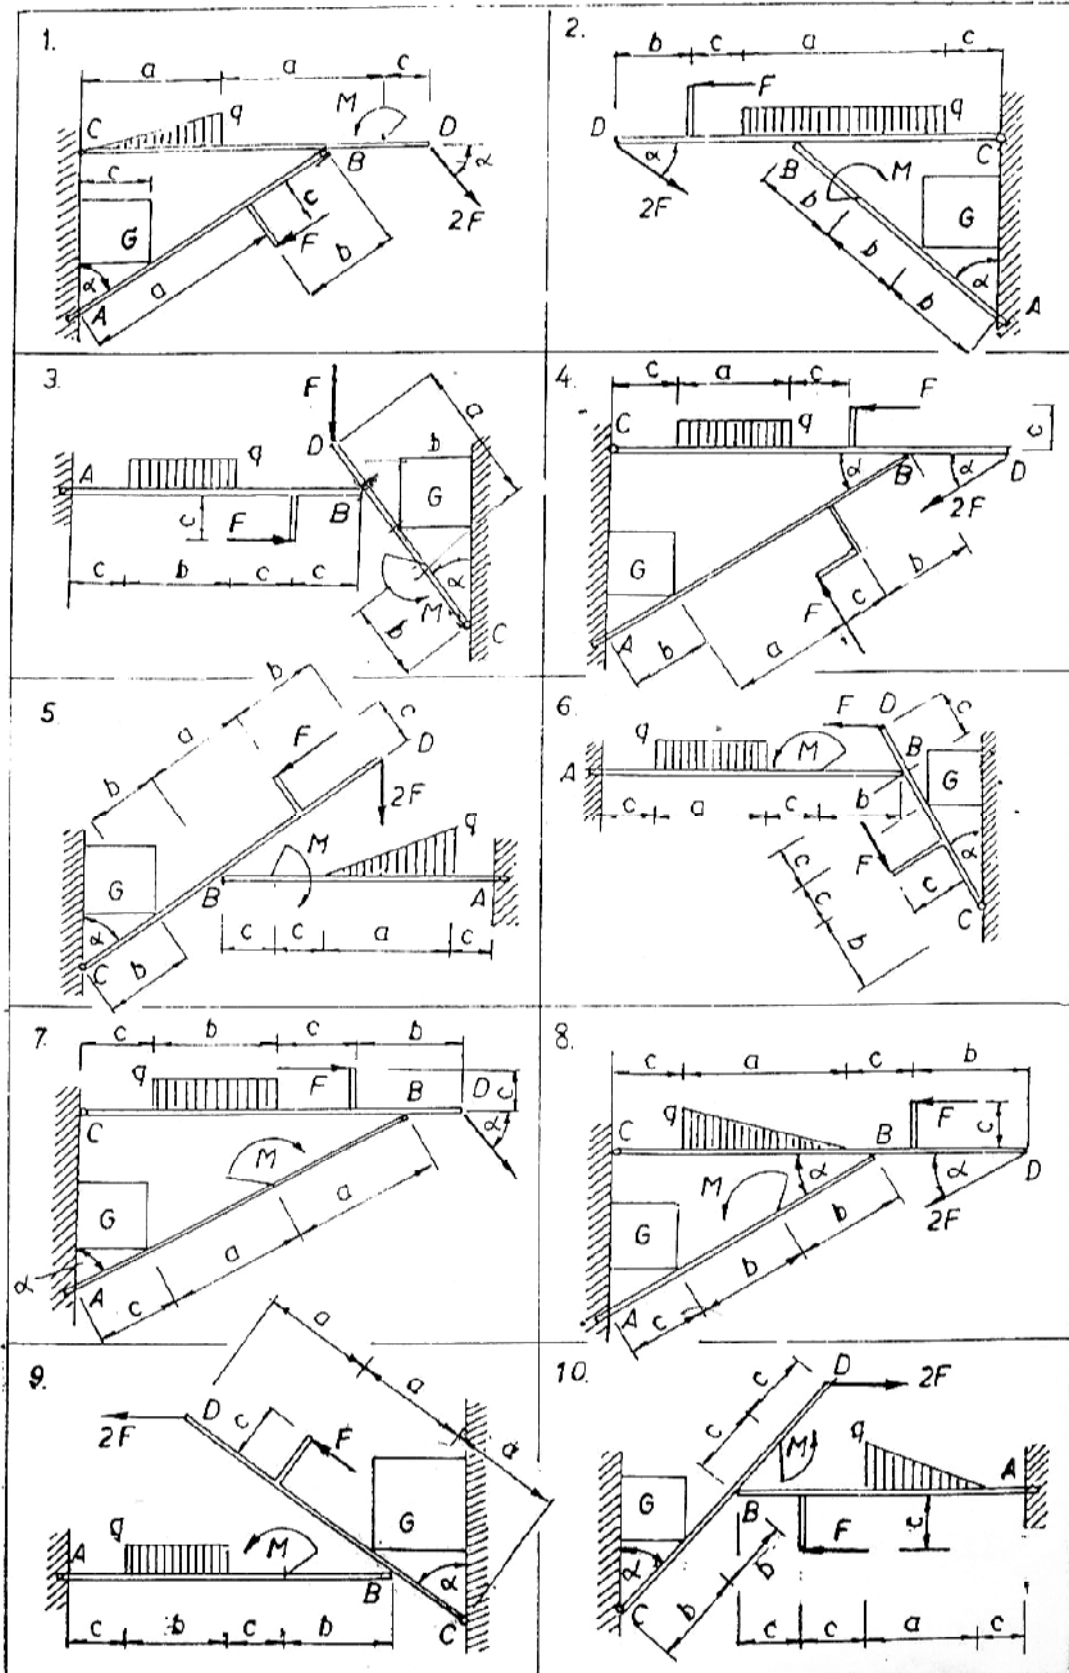 1.
a a c
M
C q D
B α
c
c 2F
G F
b
α
a
A
2.
b c a c
F
q
D
α B C
M
2F b G
b α
b A
3.
F
a
D b
A q G
B
c F
c b c c α
M
b C
4.
c a c F
C q c
α B α D
2F
G
b
c
F
A b a
5.
b
a c
F D
b
2F
G M q
B A
α c c a c
C b
6.
F D c
q M B
A G
c a c b
α
c F
c c
C
b
7.
c b c b
q F B D c
C α
M
G a
α a
A c
8.
c a c b
q F c
C B
α α D
M
2F
G b
b
A c
9.
a
a
D c
2F F a
G
q
A M
B α
C
c b c b
10.
D
c 2F
c
M q A
G
B
F c
α
b
C b
c c a c